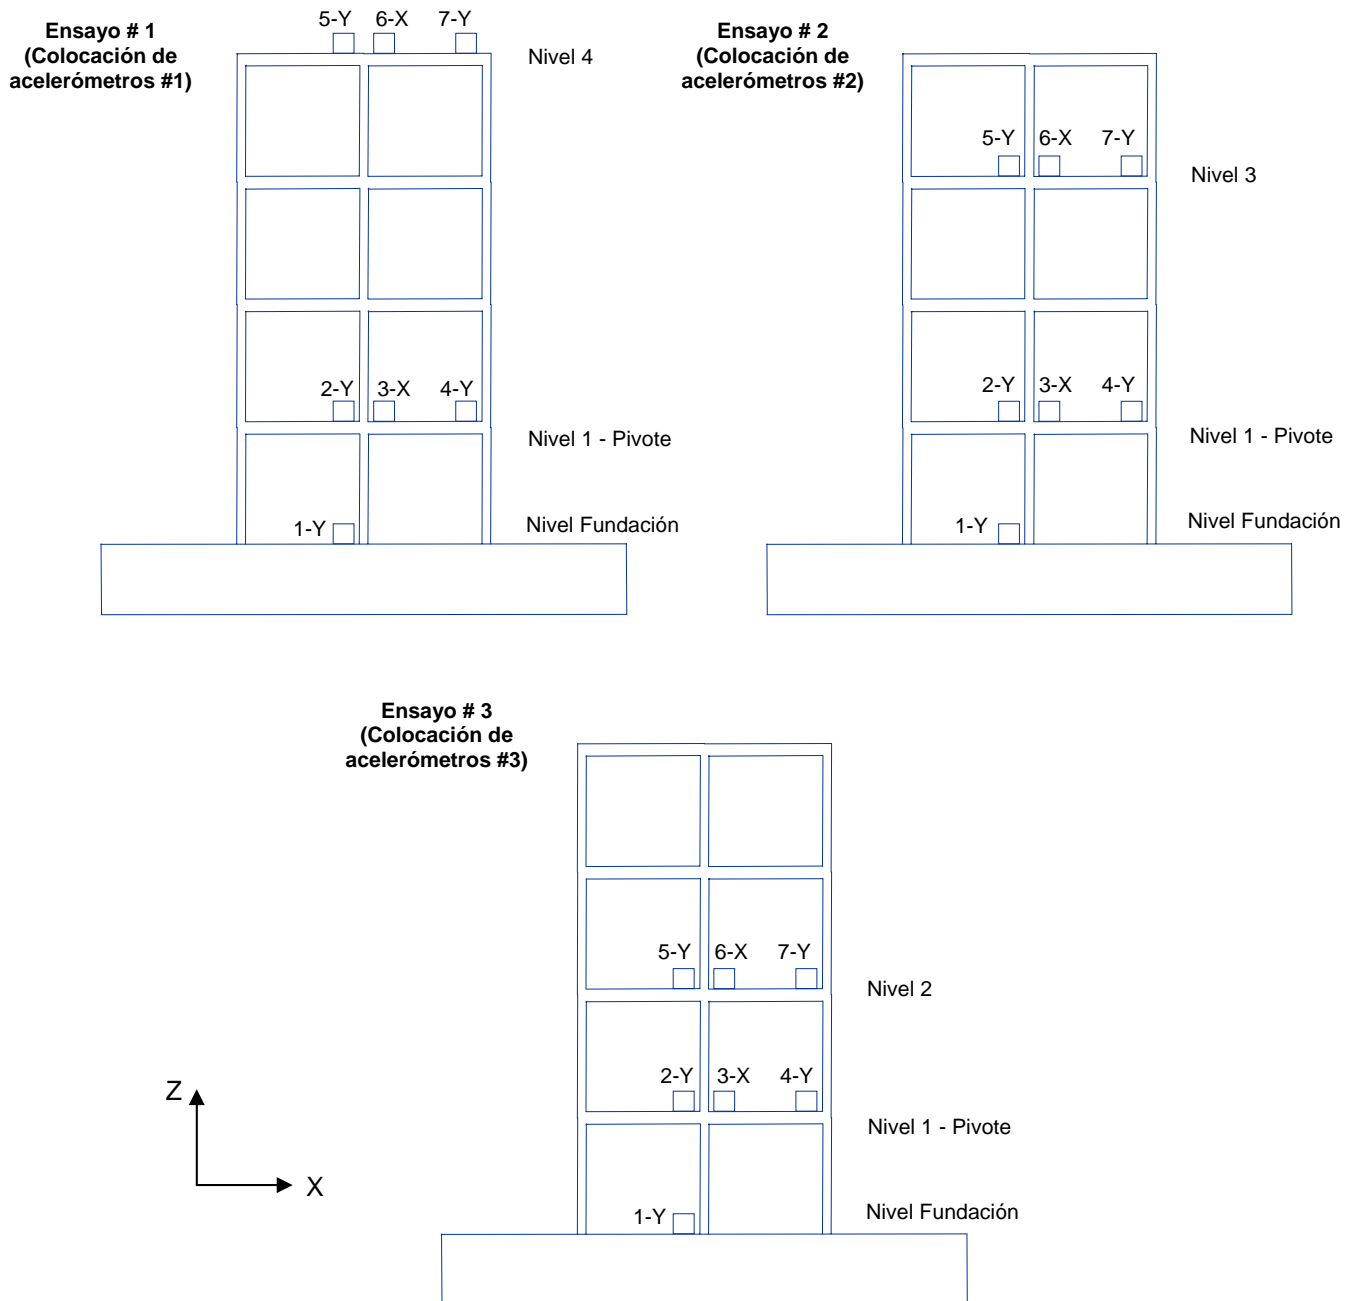 Ensayo # 1
(Colocación de
acelerómetros #1)
5-Y 6-X 7-Y
Nivel 4
2-Y 3-X 4-Y
Nivel 1 - Pivote
1-Y
Nivel Fundación
Ensayo # 2
(Colocación de
acelerómetros #2)
5-Y 6-X 7-Y
Nivel 3
2-Y 3-X 4-Y
Nivel 1 - Pivote
1-Y
Nivel Fundación
Ensayo # 3
(Colocación de
acelerómetros #3)
5-Y 6-X 7-Y
Nivel 2
2-Y 3-X 4-Y
Nivel 1 - Pivote
1-Y
Nivel Fundación
Z
X